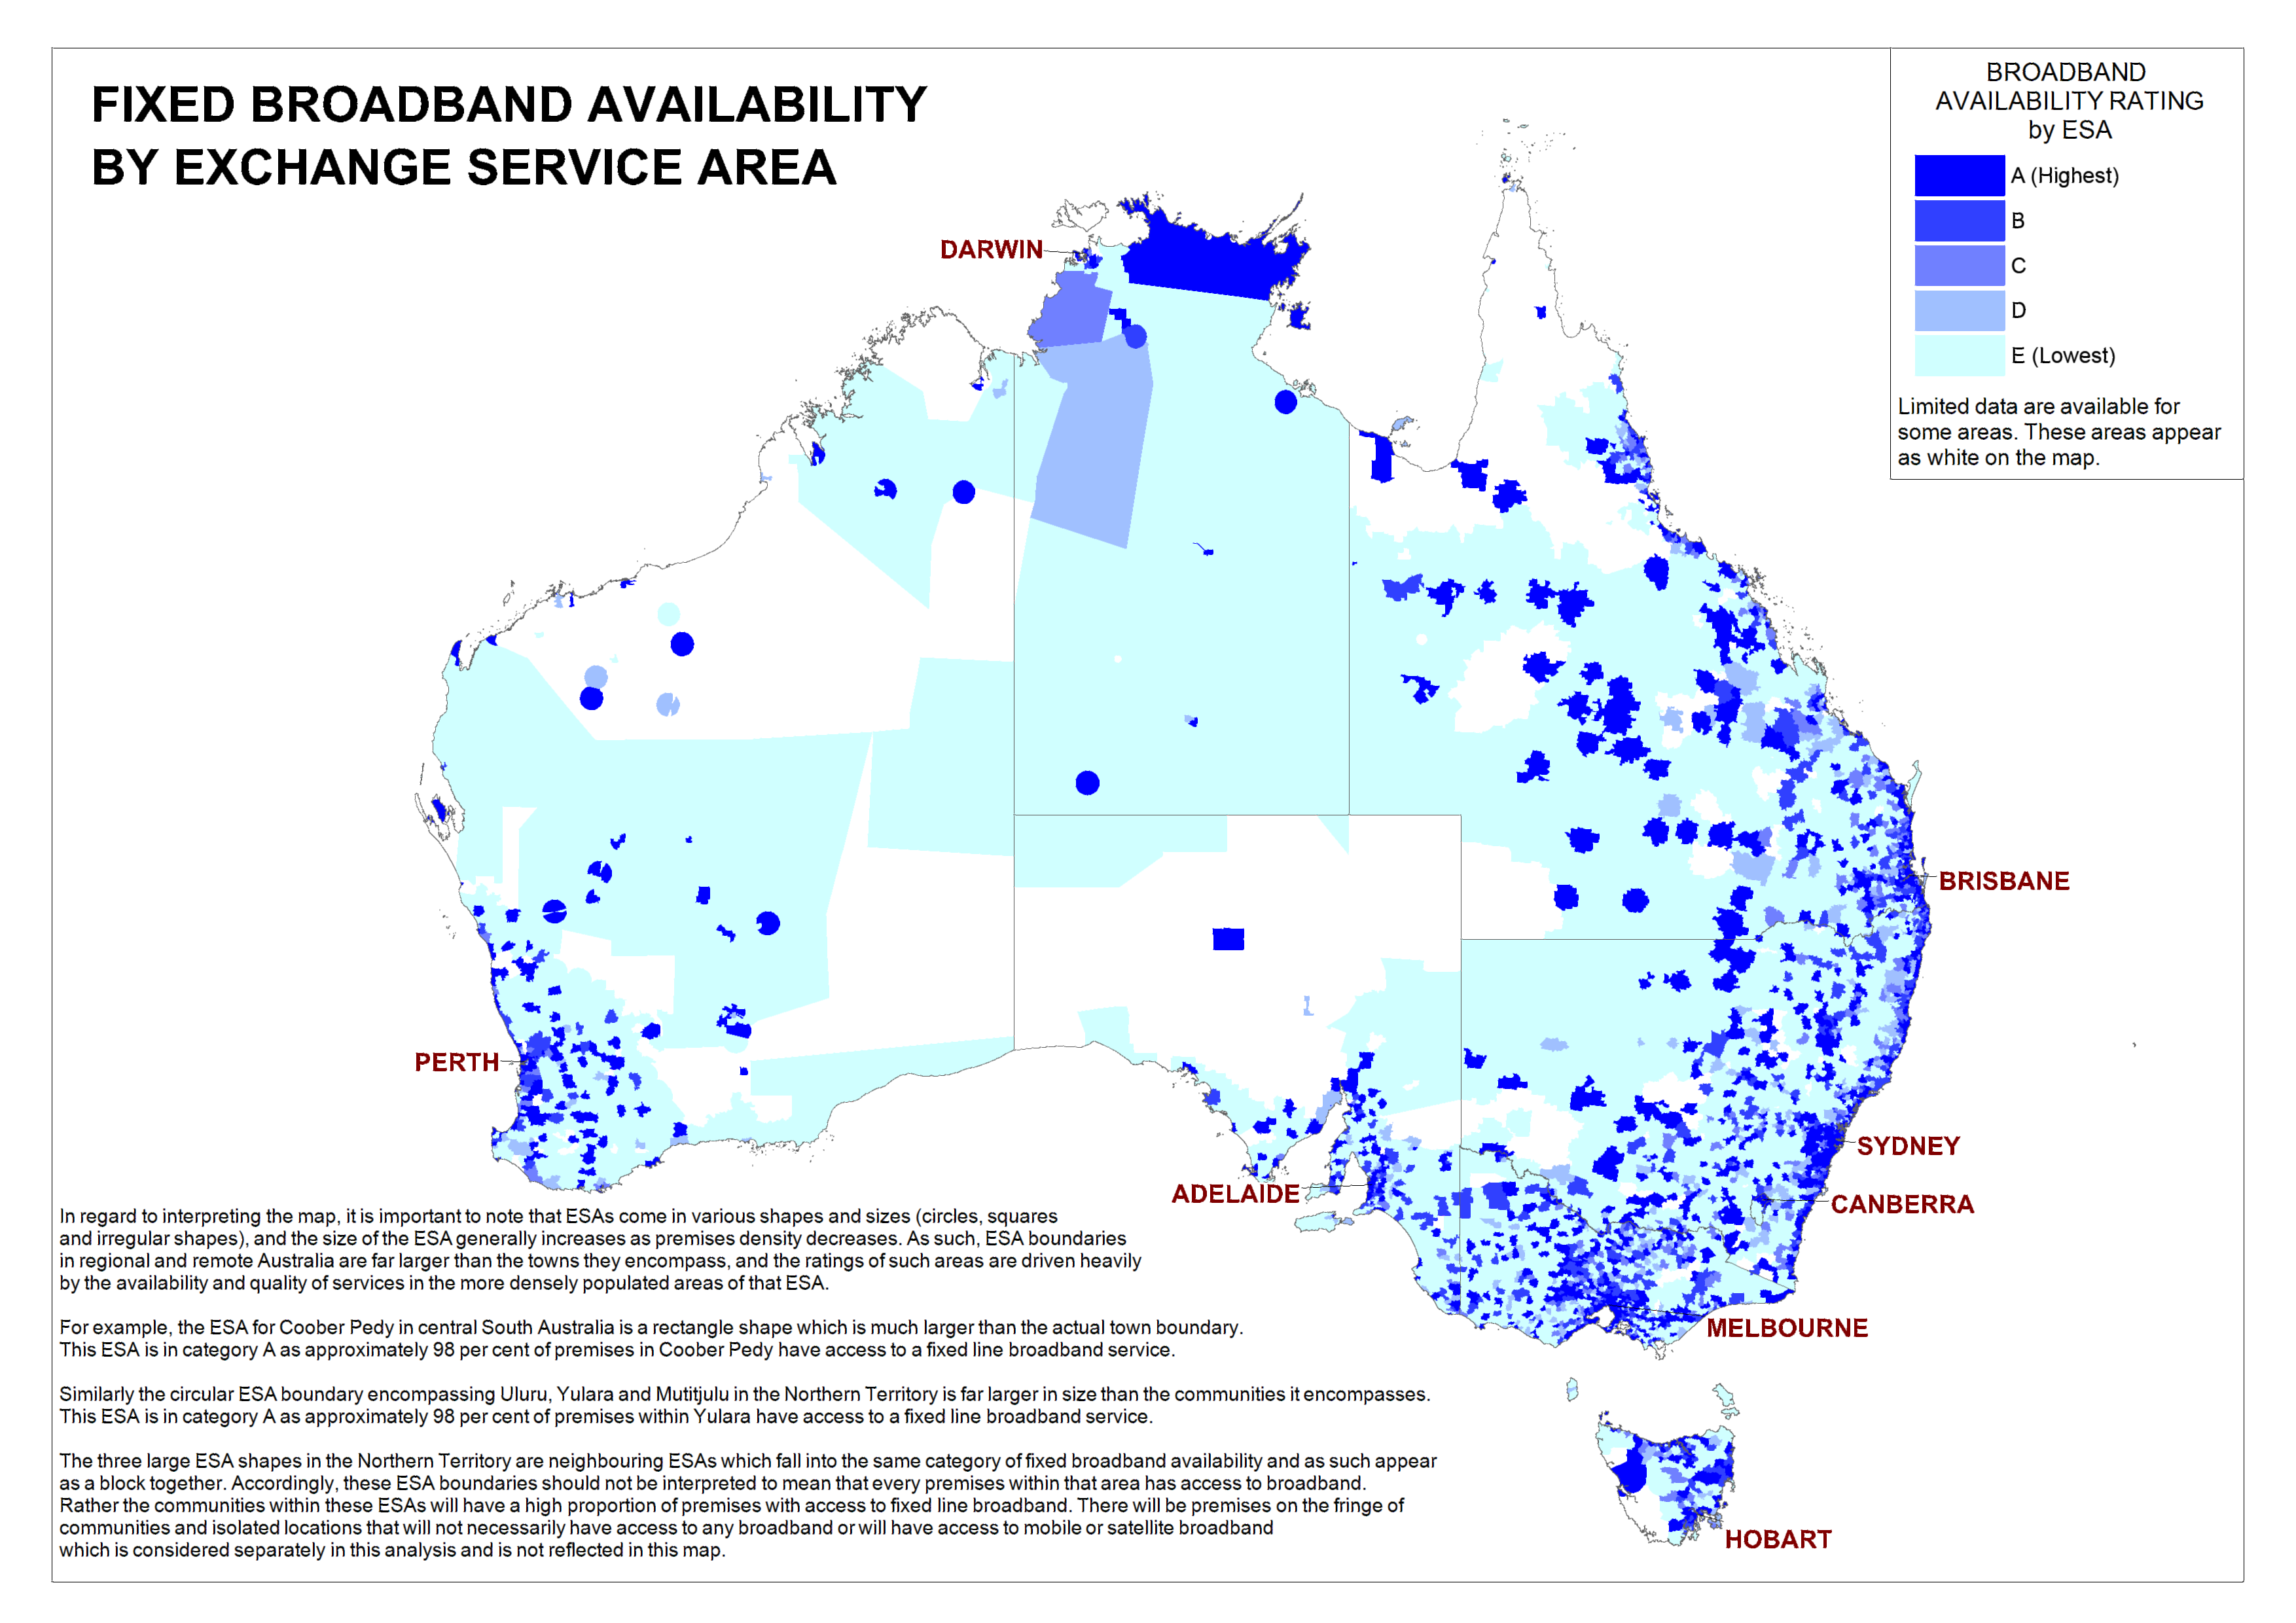 FIXED BROADBAND AVAILABILITY
BY EXCHANGE SERVICE AREA
BROADBAND
AVAILABILITY RATING
by ESA
A (Highest)
B
C
D
E (Lowest)
Limited data are available for
some areas. These areas appear
as white on the map.
DARWIN
BRISBANE
PERTH
SYDNEY
ADELAIDE
CANBERRA
MELBOURNE
HOBART
In regard to interpreting the map, it is important to note that ESAs come in various shapes and sizes (circles, squares
and irregular shapes), and the size of the ESA generally increases as premises density decreases. As such, ESA boundaries
in regional and remote Australia are far larger than the towns they encompass, and the ratings of such areas are driven heavily
by the availability and quality of services in the more densely populated areas of that ESA.
For example, the ESA for Coober Pedy in central South Australia is a rectangle shape which is much larger than the actual town boundary.
This ESA is in category A as approximately 98 per cent of premises in Coober Pedy have access to a fixed line broadband service.
Similarly the circular ESA boundary encompassing Uluru, Yulara and Mutitjulu in the Northern Territory is far larger in size than the communities it encompasses.
This ESA is in category A as approximately 98 per cent of premises within Yulara have access to a fixed line broadband service.
The three large ESA shapes in the Northern Territory are neighbouring ESAs which fall into the same category of fixed broadband availability and as such appear
as a block together. Accordingly, these ESA boundaries should not be interpreted to mean that every premises within that area has access to broadband.
Rather the communities within these ESAs will have a high proportion of premises with access to fixed line broadband. There will be premises on the fringe of
communities and isolated locations that will not necessarily have access to any broadband or will have access to mobile or satellite broadband
which is considered separately in this analysis and is not reflected in this map.